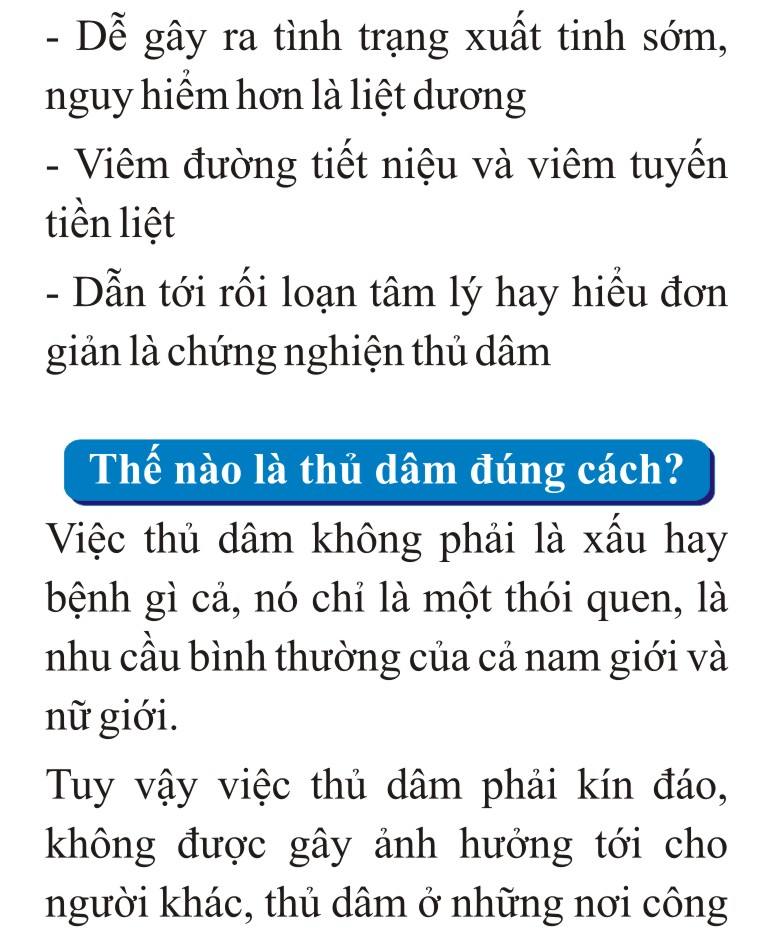 - Dễ gây ra tình trạng xuất tinh sớm,
nguy hiểm hơn là liệt dương
- Viêm đường tiết niệu và viêm tuyến
tiền liệt
- Dẫn tới rối loạn tâm lý hay hiểu đơn
giản là chứng nghiện thủ dâm
Thế nào là thủ dâm đúng cách?
Việc thủ dâm không phải là xấu hay
bệnh gì cả, nó chỉ là một thói quen, là
nhu cầu bình thường của cả nam giới và
nữ giới.
Tuy vậy việc thủ dâm phải kín đáo,
không được gây ảnh hưởng tới cho
người khác, thủ dâm ở những nơi công